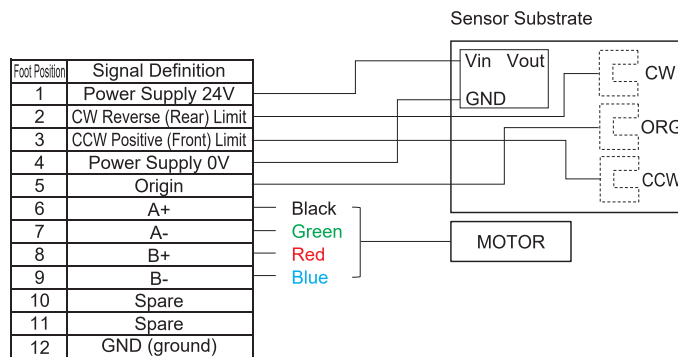 Sensor Substrate
Foot Position Signal Definition
1 Power Supply 24V
2 CW Reverse (Rear) Limit
3 CCW Positive (Front) Limit
4 Power Supply 0V
5 Origin
6 A+ Black
7 A- Green
8 B+ Red
9 B- Blue
10 Spare
11 Spare
12 GND (ground)
Vin Vout
GND
CW
ORG
CCW
MOTOR